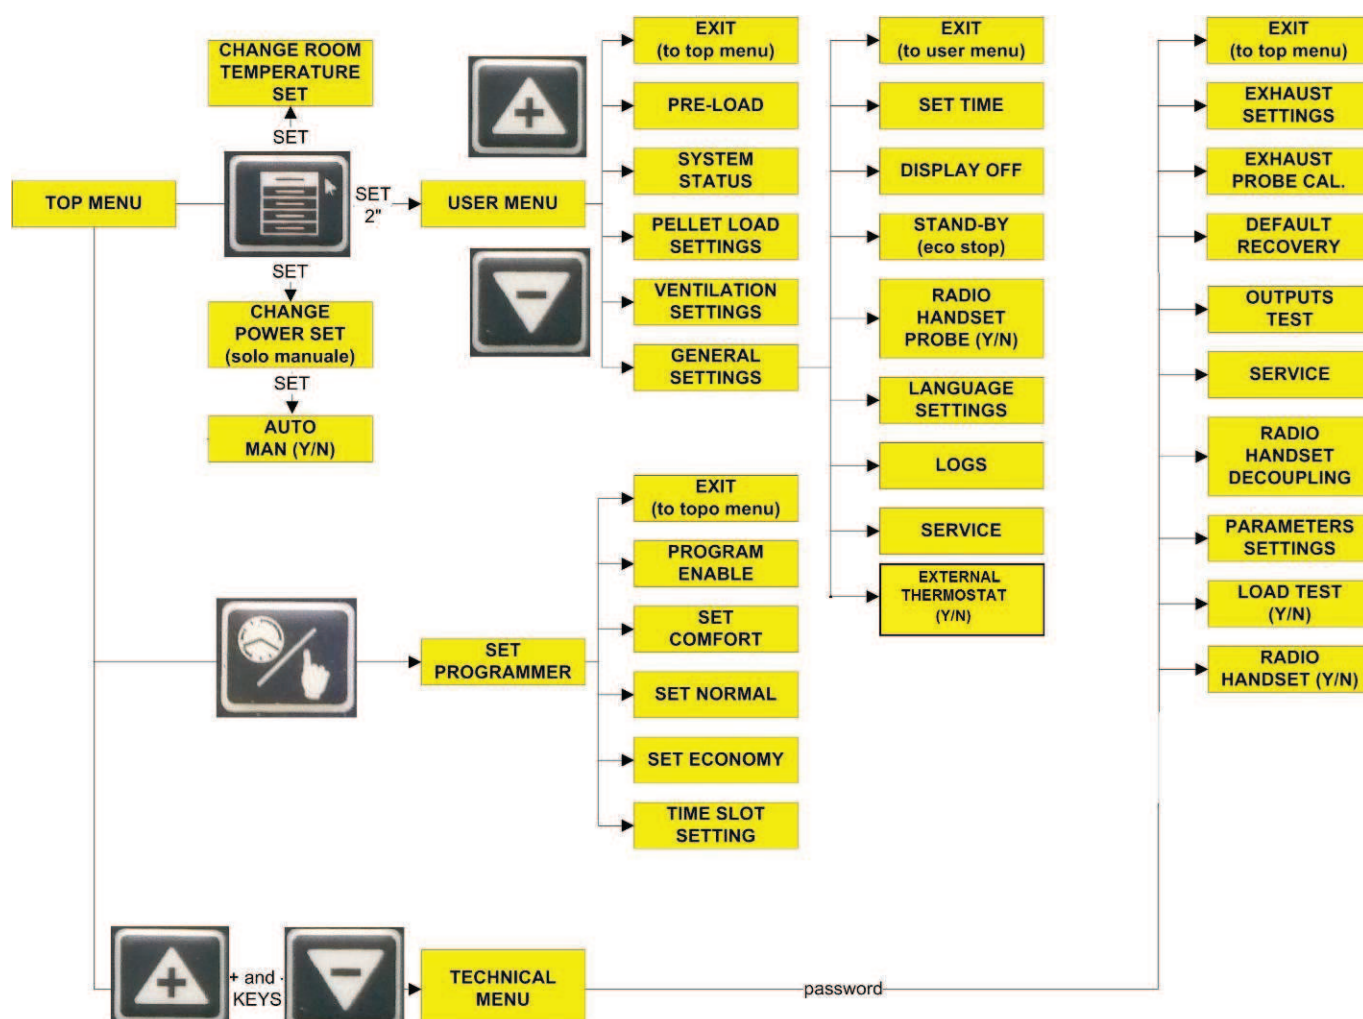 CHANGE ROOM
TEMPERATURE
SET
SET
TOP MENU
SET
2"
USER MENU
SET
CHANGE
POWER SET
(solo manuale)
SET
AUTO
MAN (Y/N)
EXIT
(to top menu)
PRE-LOAD
SYSTEM
STATUS
PELLET LOAD
SETTINGS
VENTILATION
SETTINGS
GENERAL
SETTINGS
EXIT
(to user menu)
SET TIME
DISPLAY OFF
STAND-BY
(eco stop)
RADIO
HANDSET
PROBE (Y/N)
LANGUAGE
SETTINGS
LOGS
SERVICE
EXTERNAL
THERMOSTAT
(Y/N)
SET
PROGRAMMER
EXIT
(to topo menu)
PROGRAM
ENABLE
SET
COMFORT
SET NORMAL
SET ECONOMY
TIME SLOT
SETTING
+ and -
KEYS
TECHNICAL
MENU
password
EXIT
(to top menu)
EXHAUST
SETTINGS
EXHAUST
PROBE CAL.
DEFAULT
RECOVERY
OUTPUTS
TEST
SERVICE
RADIO
HANDSET
DECOUPLING
PARAMETERS
SETTINGS
LOAD TEST
(Y/N)
RADIO
HANDSET (Y/N)